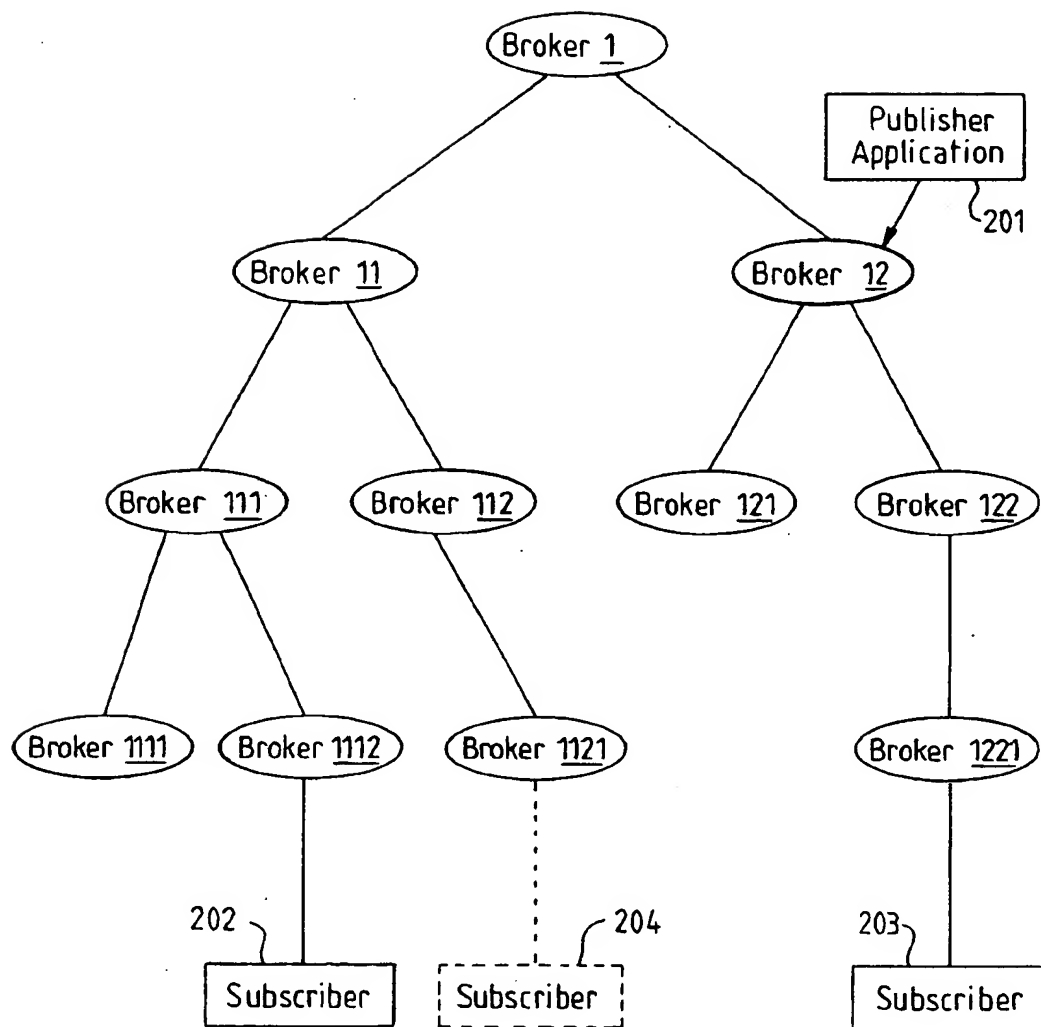 Broker 1
Publisher
Application
201
Broker 11
Broker 12
Broker 111
Broker 112
Broker 121
Broker 122
Broker 1111
Broker 1112
Broker 1121
Broker 1221
202
204
203
Subscriber
Subscriber
Subscriber